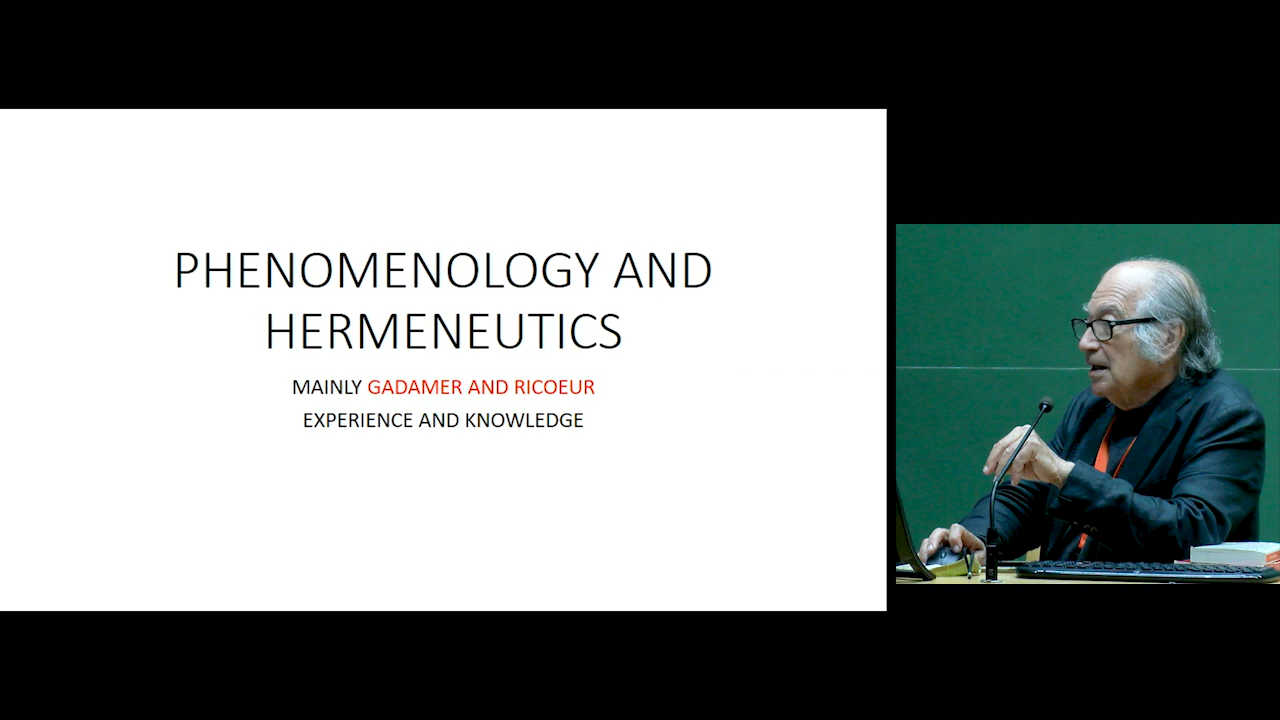 PHENOMENOLOGY AND
HERMENEUTICS
MAINLY GADAMER AND RICOEUR
EXPERIENCE AND KNOWLEDGE